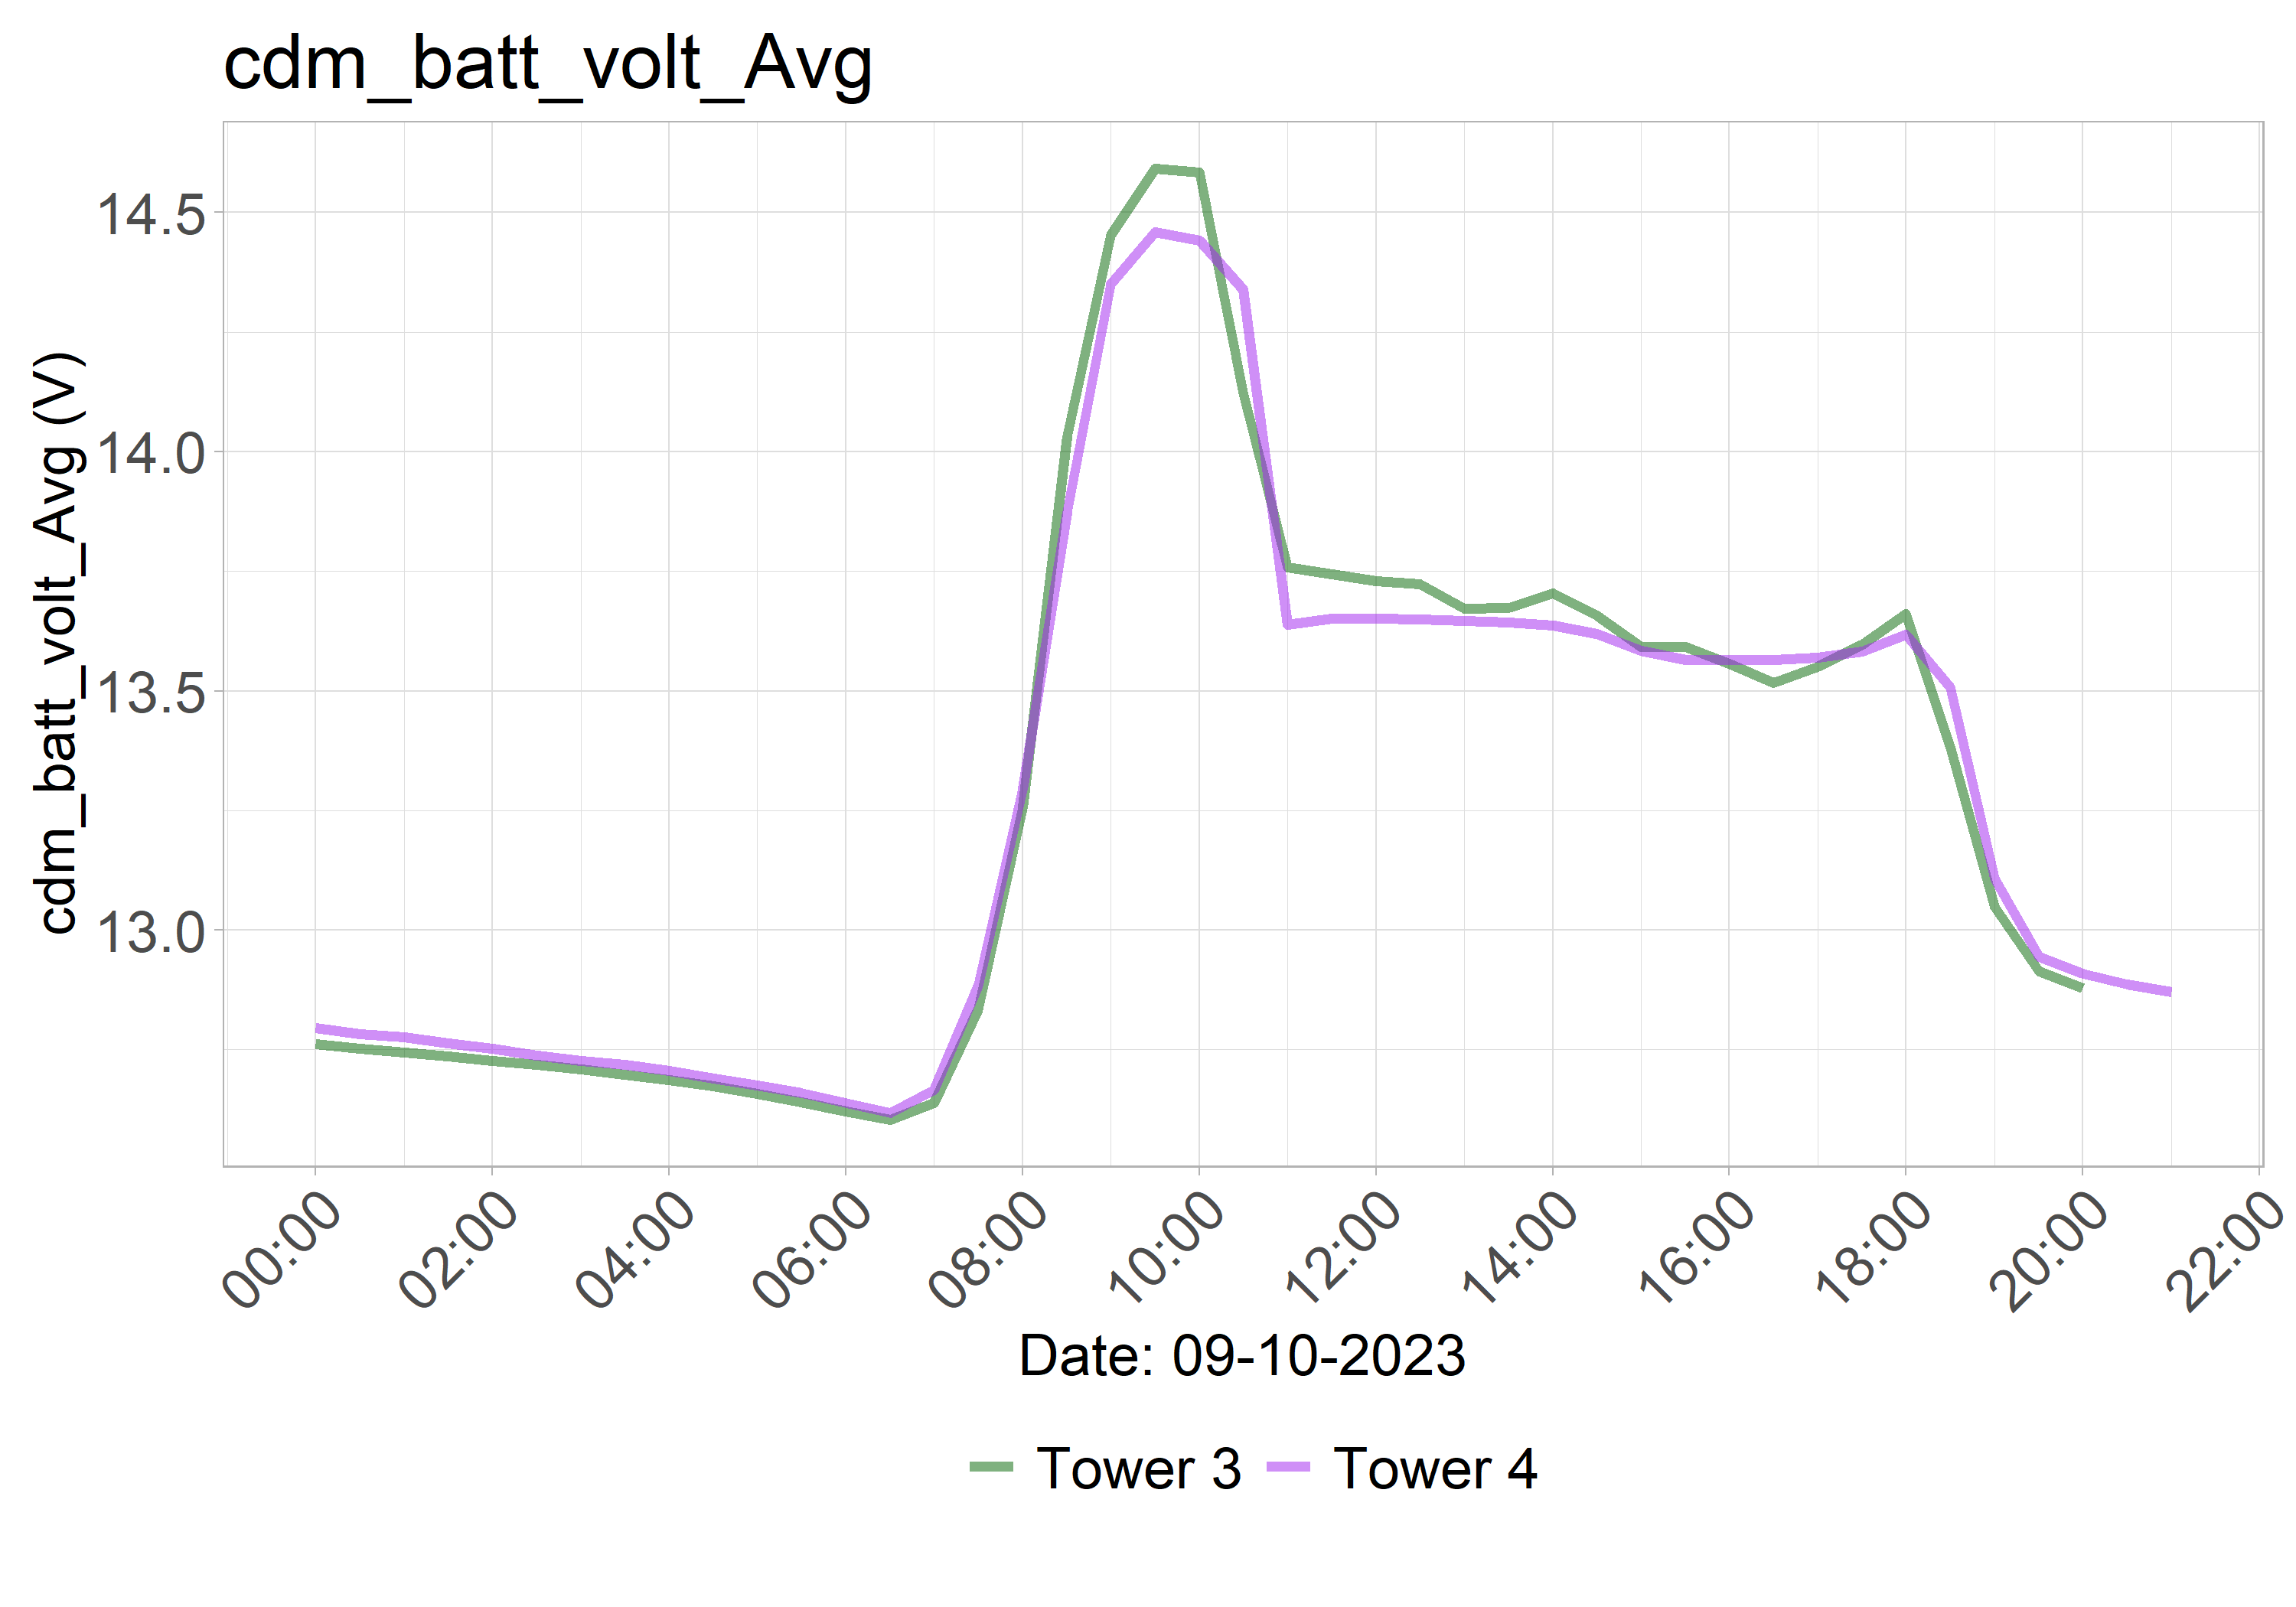 cdm_batt_volt_Avg
cdm_batt_volt_Avg (V)
14.5
14.0
13.5
13.0
00:00 02:00 04:00 06:00 08:00 10:00 12:00 14:00 16:00 18:00 20:00 22:00
Date: 09-10-2023
Tower 3 Tower 4